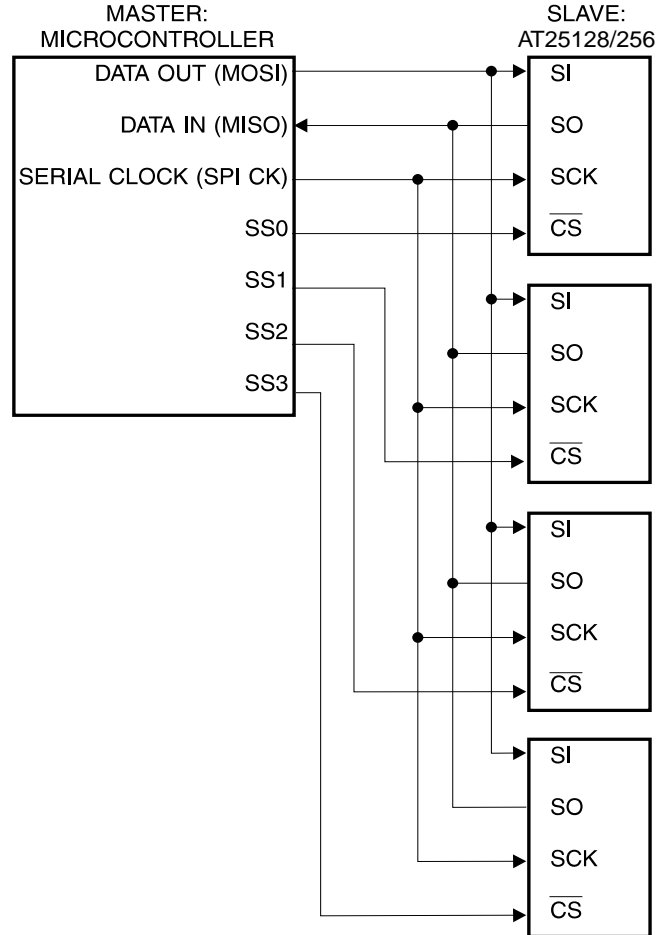 MASTER:
MICROCONTROLLER
DATA OUT (MOSI)
DATA IN (MISO)
SERIAL CLOCK (SPI CK)
SS0
SS1
SS2
SS3
SLAVE:
AT25128/256
SI
SO
SCK
CS
SI
SO
SCK
CS
SI
SO
SCK
CS
SI
SO
SCK
CS